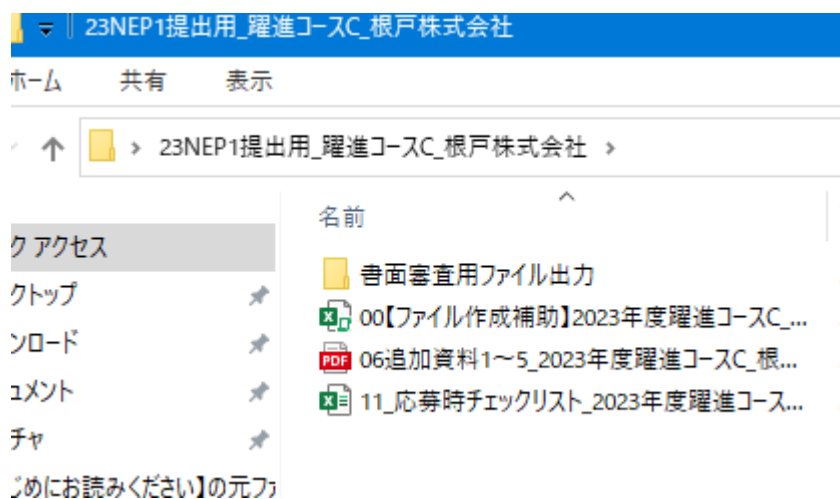 23NEP1提出用_躍進コースC_根戸株式会社
ホーム 共有 表示
23NEP1提出用_躍進コースC_根戸株式会社
名前
ク アクセス
クトップ
ンロード
ュメント
チャ
じめにお読みください】の元ファ
書面審査用ファイル出力
00【ファイル作成補助】2023年度躍進コースC_...
PDF 06追加資料1~5_2023年度躍進コースC_根...
11_応募時チェックリスト_2023年度躍進コース...